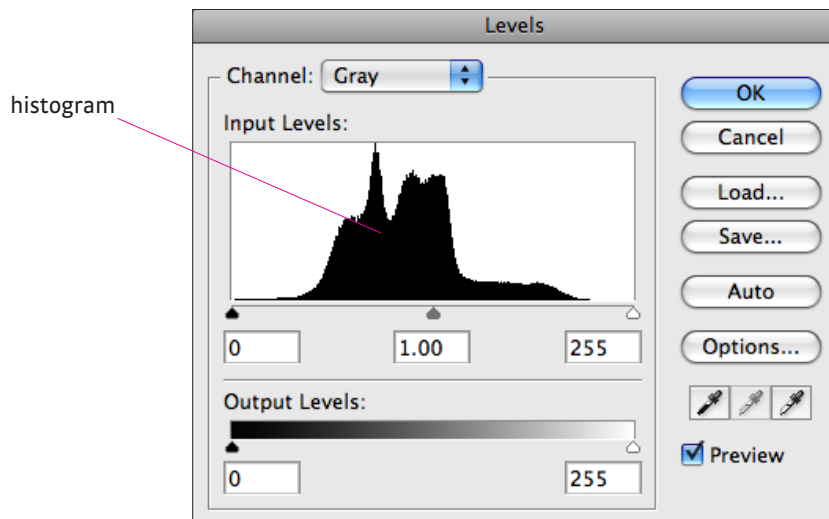 Levels
Channel: Gray
histogram
Input Levels:
0 1.00 255
Output Levels:
0 255
OK
Cancel
Load...
Save...
Auto
Options...
Preview